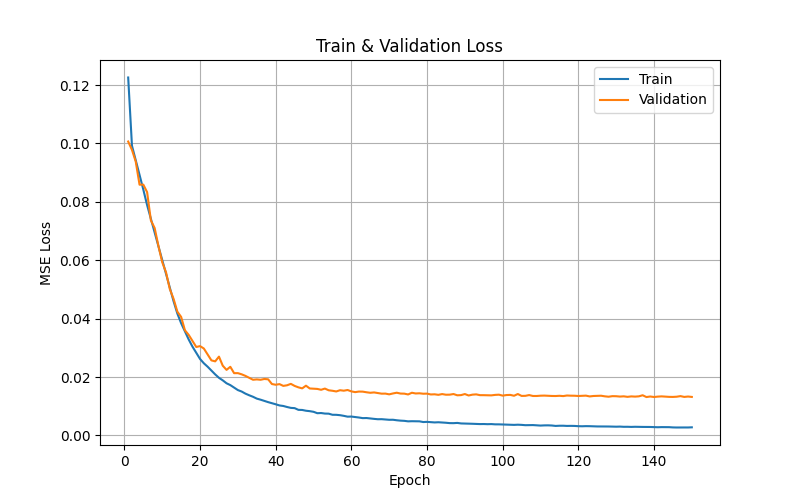 Train & Validation Loss
Train
Validation
MSE Loss
0.12
0.10
0.08
0.06
0.04
0.02
0.00
0 20 40 60 80 100 120 140
Epoch